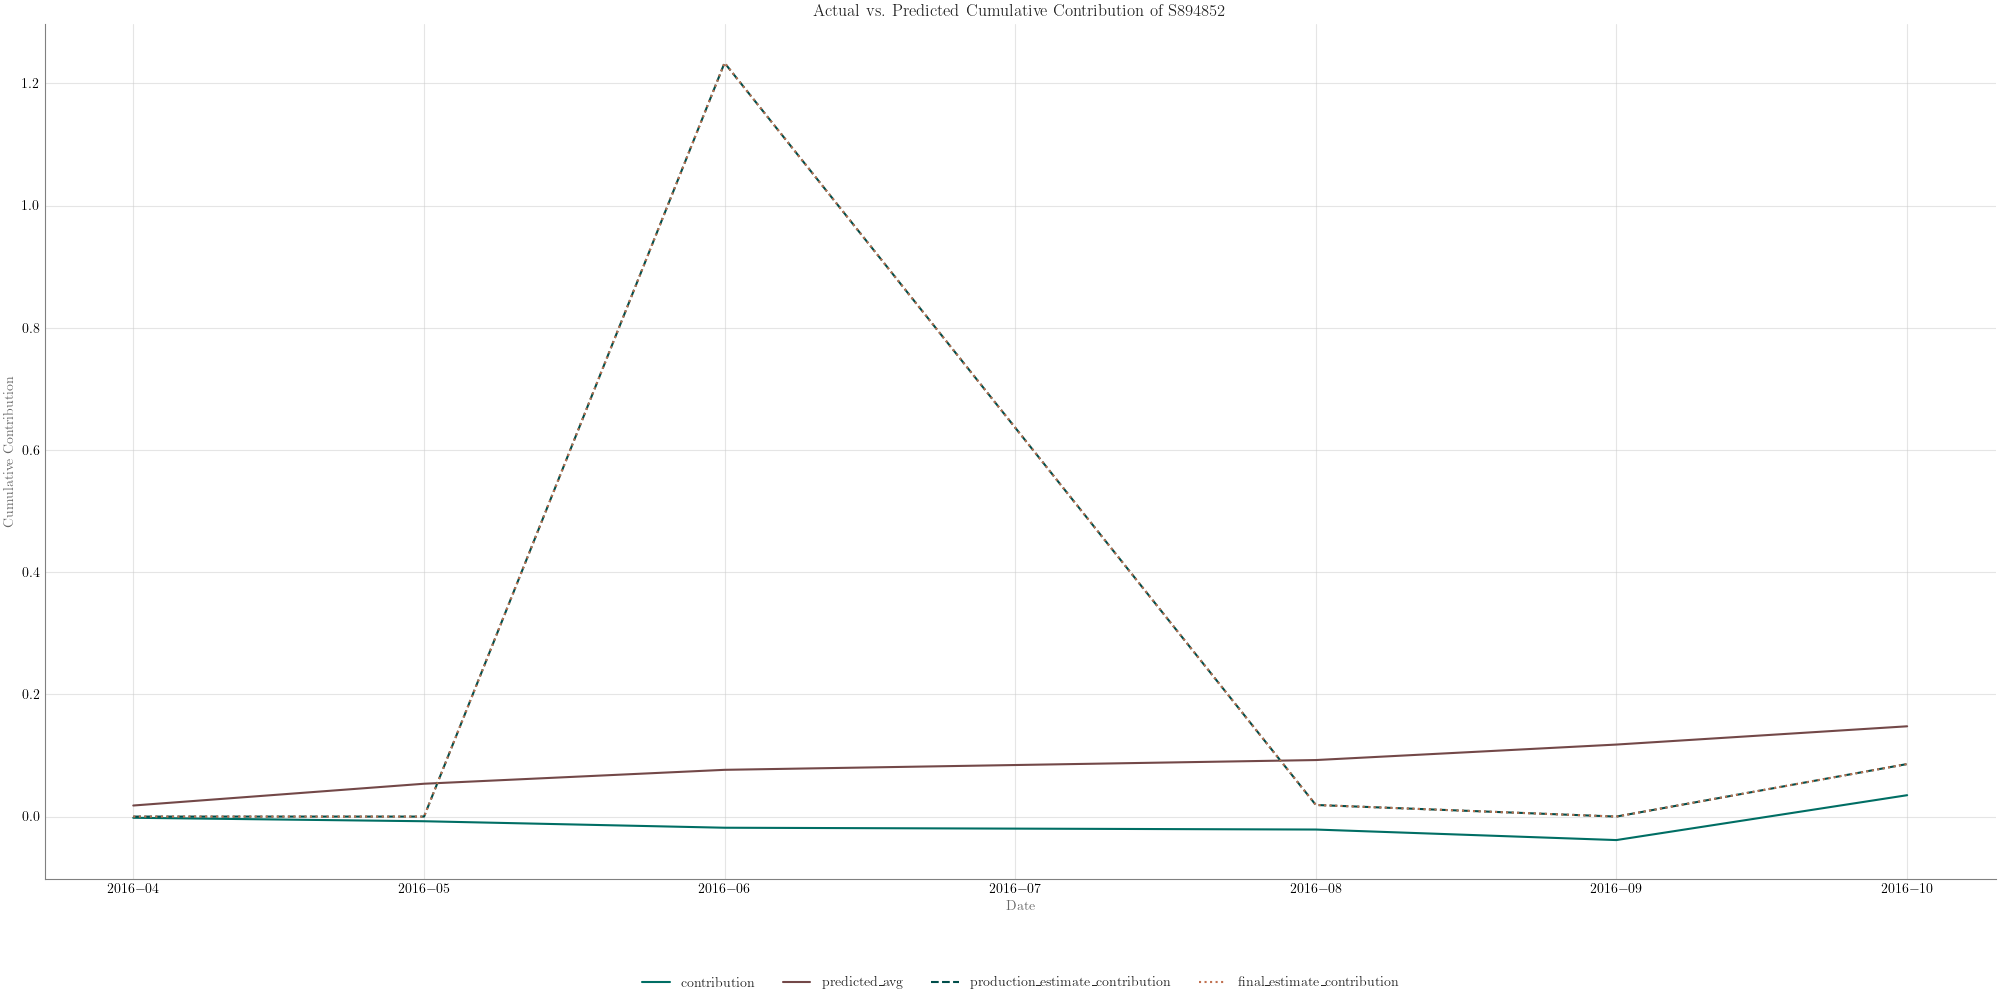 Actual vs. Predicted Cumulative Contribution of S894852
Cumulative Contribution
1.2
1.0
0.8
0.6
0.4
0.2
0.0
2016−04 2016−05 2016−06 2016−07 2016−08 2016−09 2016−10
Date
contribution predicted_avg production_estimate_contribution final_estimate_contribution